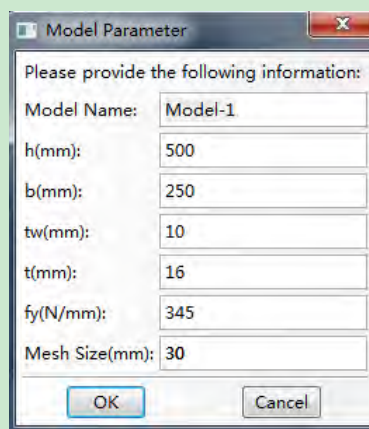 Model Parameter
Please provide the following information:
Model Name: Model-1
h(mm): 500
b(mm): 250
tw(mm): 10
t(mm): 16
fy(N/mm): 345
Mesh Size(mm): 30
OK Cancel